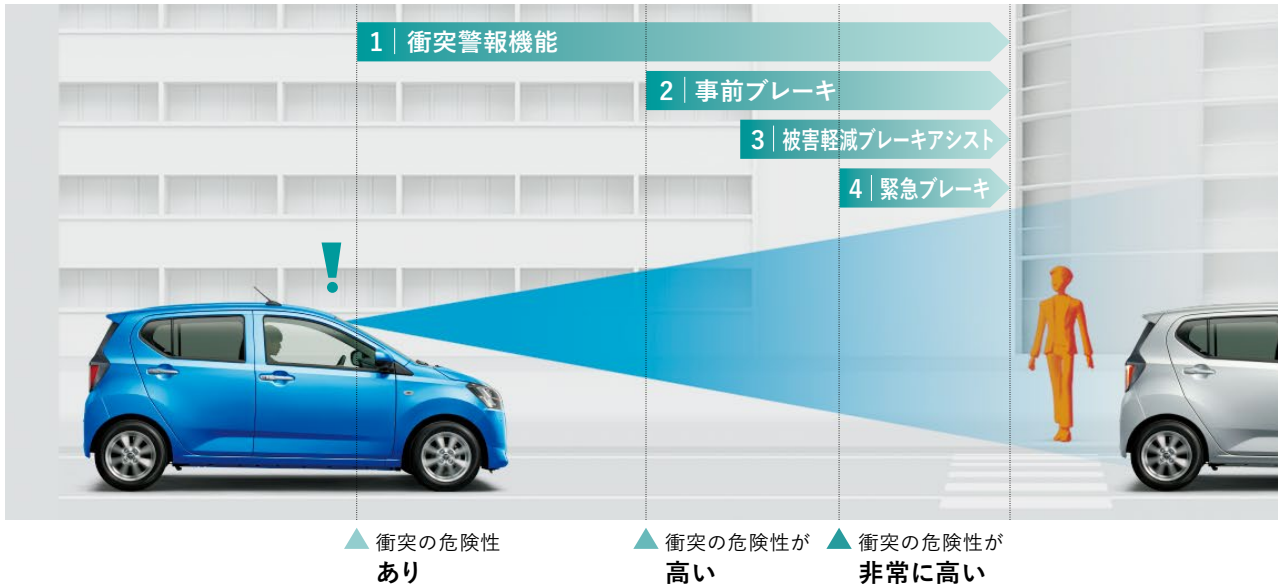 1 | 衝突警報機能
2 | 事前ブレーキ
3 | 被害軽減ブレーキアシスト
4 | 緊急ブレーキ
!
▲ 衝突の危険性
あり
▲ 衝突の危険性が
高い
▲ 衝突の危険性が
非常に高い